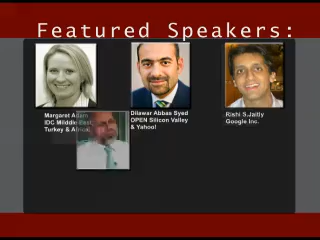 Featured Speakers:
Margaret Adam
IDC Middle East,
Turkey & Africa
Dilawar Abbas Syed
OPEN Silicon Valley
& Yahoo!
Rishi S.Jaitly
Google Inc.